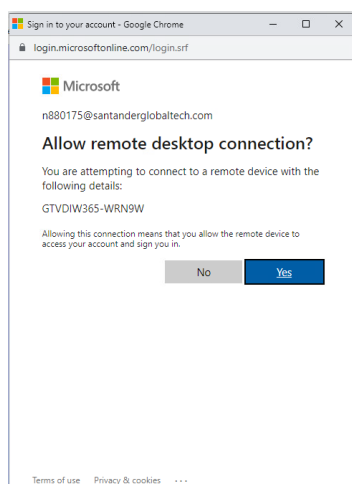 Sign in to your account - Google Chrome
login.microsoftonline.com/login.srf
Microsoft
n880175@santanderglobaltech.com
Allow remote desktop connection?
You are attempting to connect to a remote device with the
following details:
GTVDIW365-WRN9W
Allowing this connection means that you allow the remote device to
access your account and sign you in.
No Yes
Terms of use Privacy & cookies ...